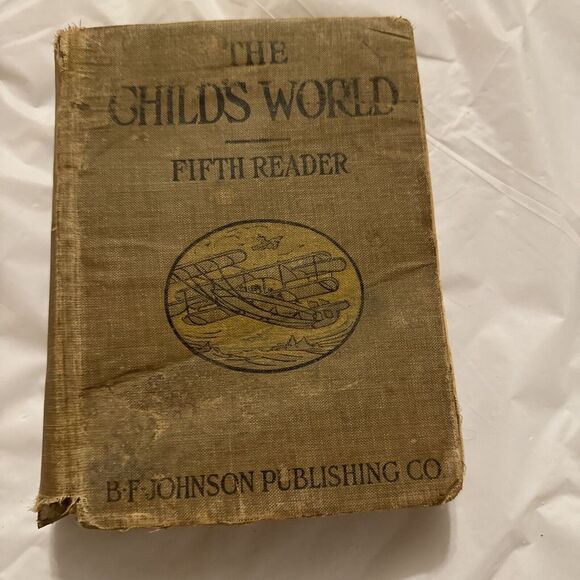 THE
CHILD'S WORLD
FIFTH READER
B·F·JOHNSON PUBLISHING CO